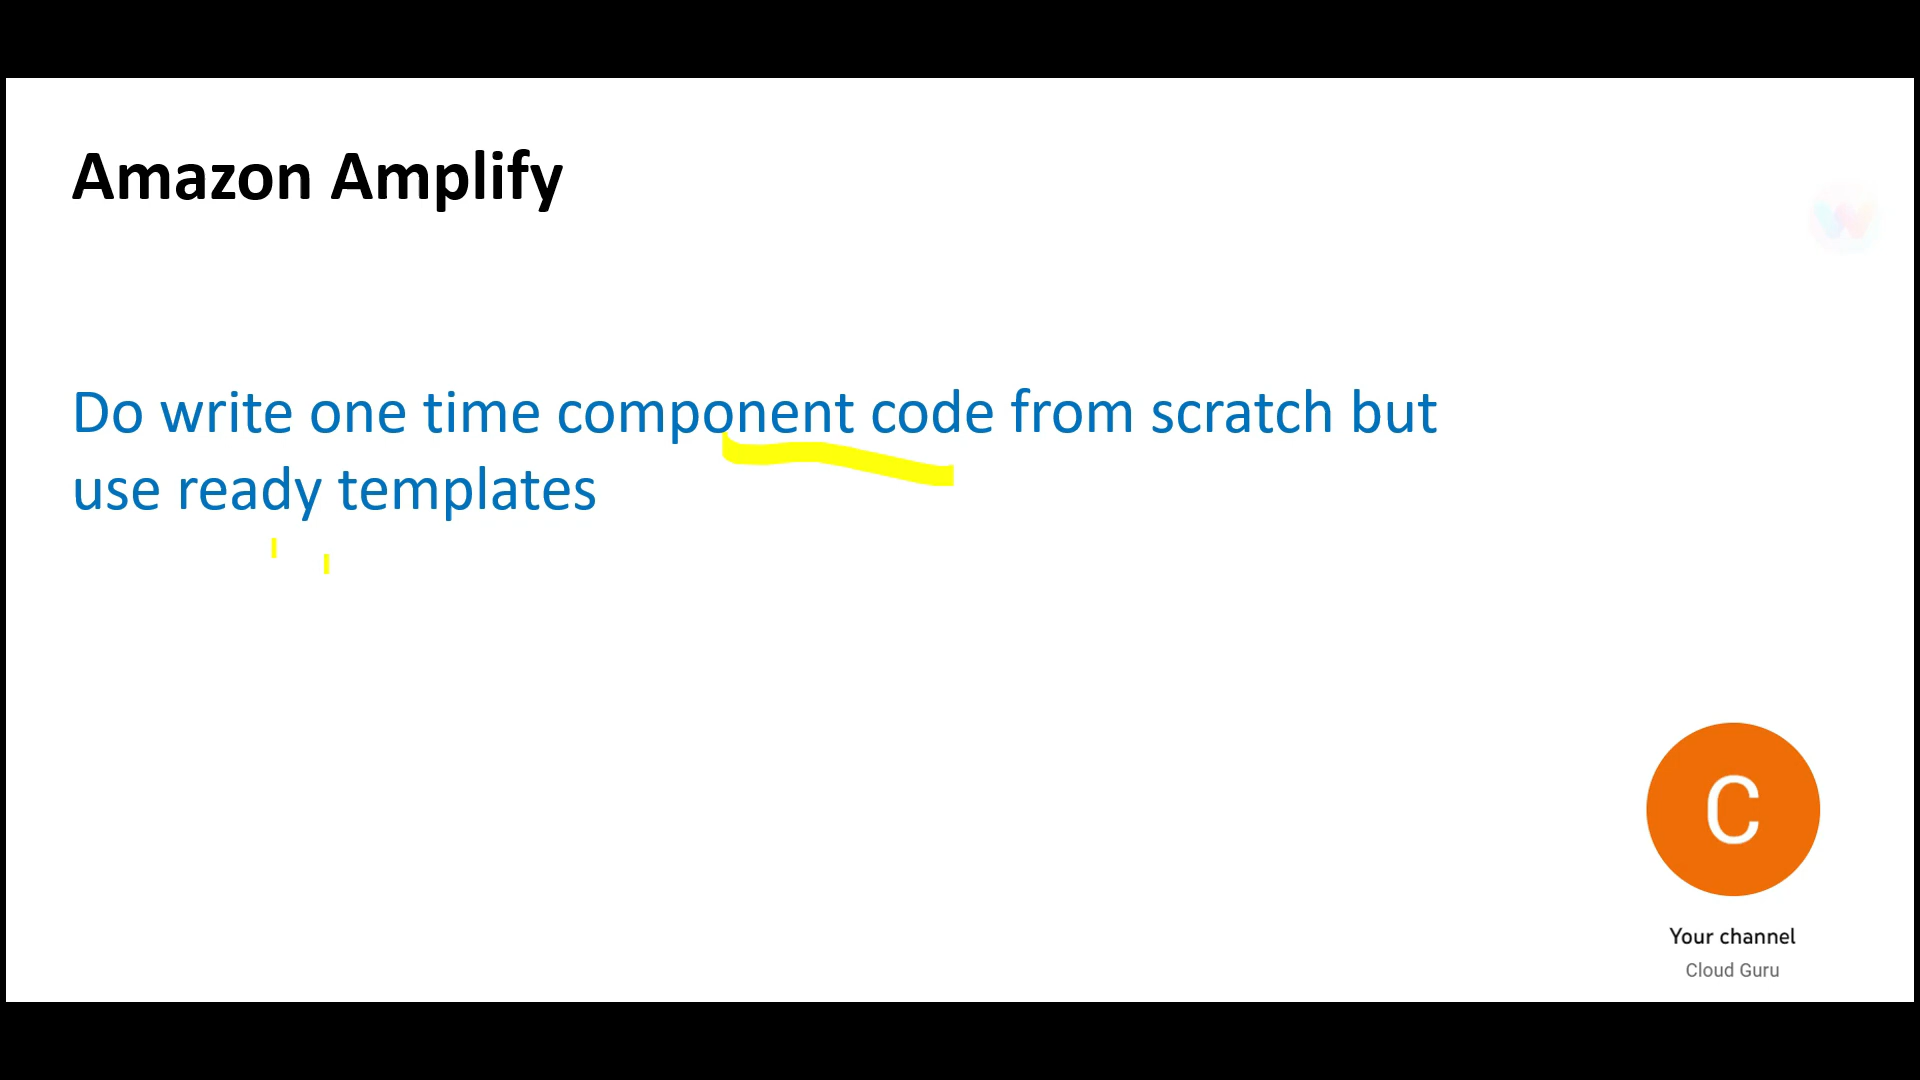 Amazon Amplify
Do write one time component code from scratch but
use ready templates
C
Your channel
Cloud Guru